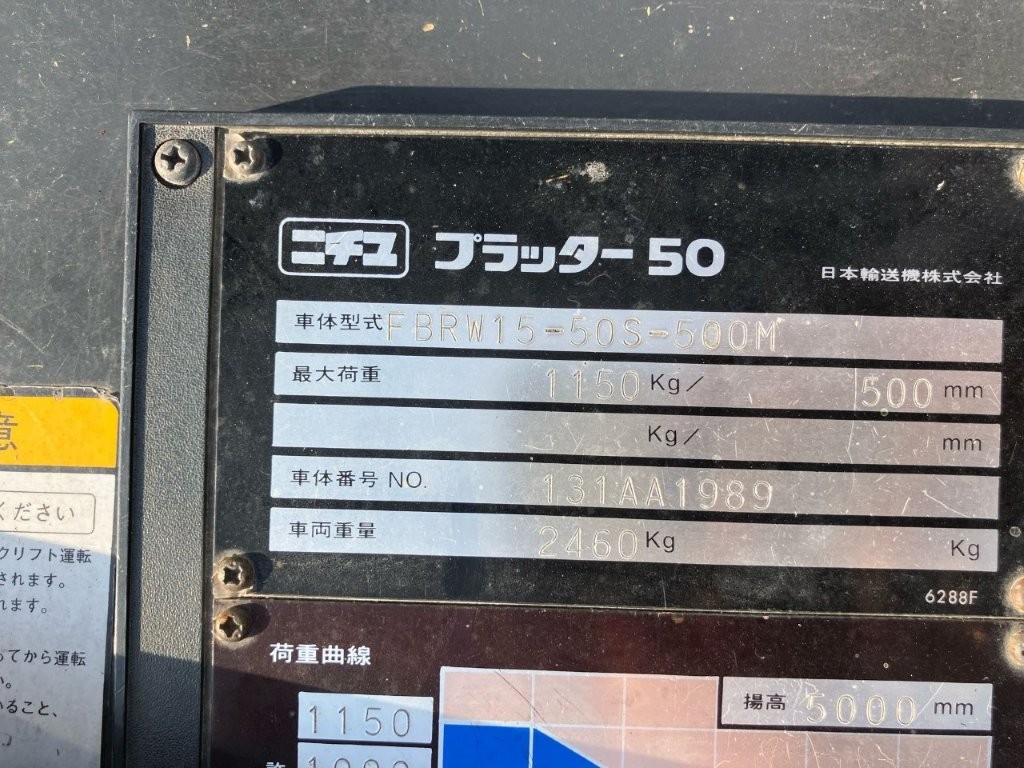 ニチユ プラッター 50
日本輸送機株式会社
車体型式 FBRW15-50S-500M
最大荷重 1150 Kg/ 500 mm
Kg/ mm
車体番号 NO. 131AA1989
車両重量 2460 Kg Kg
6288F
意
ください
クリフト運転
されます。
れます。
ってから運転
い。
いること、
荷重曲線
揚高 5000 mm
1150